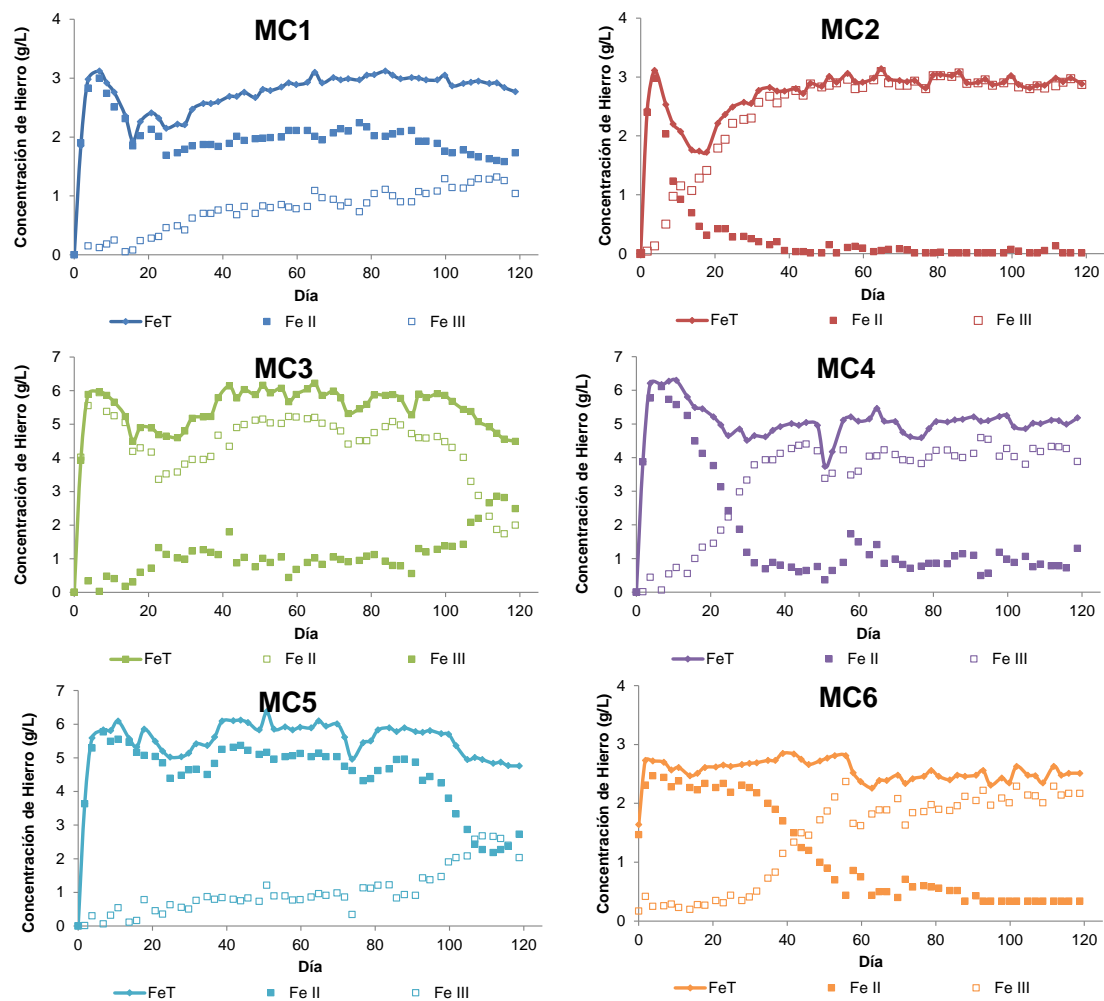 MC1
Concentración de Hierro (g/L)
4
3
2
1
0
0 20 40 60 80 100 120
Día
FeT Fe II Fe III
MC2
Concentración de Hierro (g/L)
4
3
2
1
0
0 20 40 60 80 100 120
Día
FeT Fe II Fe III
MC3
Concentración de Hierro (g/L)
7
6
5
4
3
2
1
0
0 20 40 60 80 100 120
Día
FeT Fe II Fe III
MC4
Concentración de Hierro (g/L)
7
6
5
4
3
2
1
0
0 20 40 60 80 100 120
Día
FeT Fe II Fe III
MC5
Concentración de Hierro (g/L)
7
6
5
4
3
2
1
0
0 20 40 60 80 100 120
Día
FeT Fe II Fe III
MC6
Concentración de Hierro (g/L)
4
3
2
1
0
0 20 40 60 80 100 120
Día
FeT Fe II Fe III